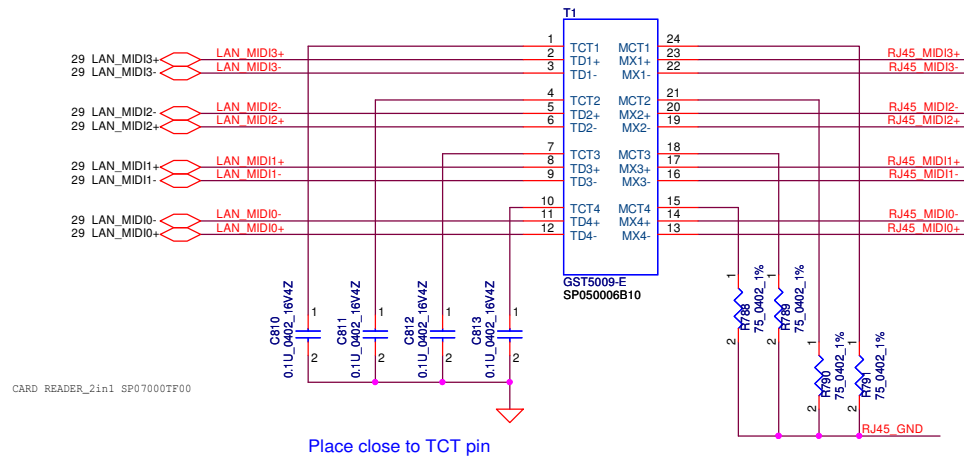 T1
1 TCT1 MCT1 24
29 LAN_MIDI3+ LAN_MIDI3+ 2 TD1+ MX1+ 23 RJ45_MIDI3+
29 LAN_MIDI3- LAN_MIDI3- 3 TD1- MX1- 22 RJ45_MIDI3-
4 TCT2 MCT2 21
29 LAN_MIDI2- LAN_MIDI2- 5 TD2+ MX2+ 20 RJ45_MIDI2-
29 LAN_MIDI2+ LAN_MIDI2+ 6 TD2- MX2- 19 RJ45_MIDI2+
7 TCT3 MCT3 18
29 LAN_MIDI1+ LAN_MIDI1+ 8 TD3+ MX3+ 17 RJ45_MIDI1+
29 LAN_MIDI1- LAN_MIDI1- 9 TD3- MX3- 16 RJ45_MIDI1-
10 TCT4 MCT4 15
29 LAN_MIDI0- LAN_MIDI0- 11 TD4+ MX4+ 14 RJ45_MIDI0-
29 LAN_MIDI0+ LAN_MIDI0+ 12 TD4- MX4- 13 RJ45_MIDI0+
GST5009-E
SP050006B10
C810
0.1U_0402_16V4Z
1
2
C811
0.1U_0402_16V4Z
1
2
C812
0.1U_0402_16V4Z
1
2
C813
0.1U_0402_16V4Z
1
2
R788
75_0402_1%
1
2
R789
75_0402_1%
1
2
R790
75_0402_1%
1
2
R791
75_0402_1%
1
2
RJ45_GND
CARD READER_2in1 SP07000TF00
Place close to TCT pin